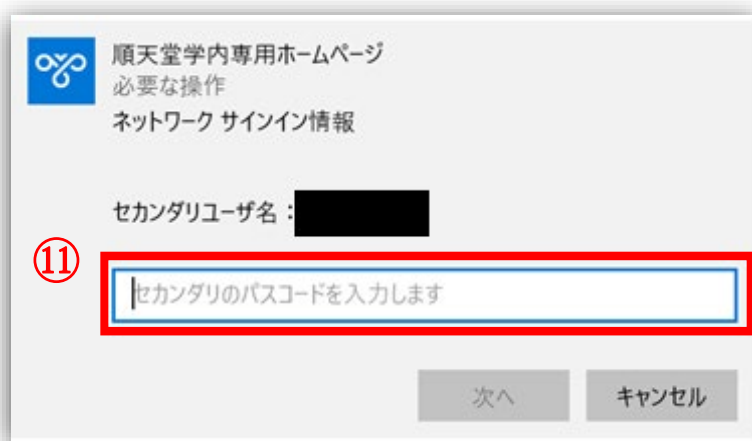 順天堂学内専用ホームページ
必要な操作
ネットワーク サインイン情報
セカンダリユーザ名：
⑪
セカンダリのパスコードを入力します
次へ
キャンセル